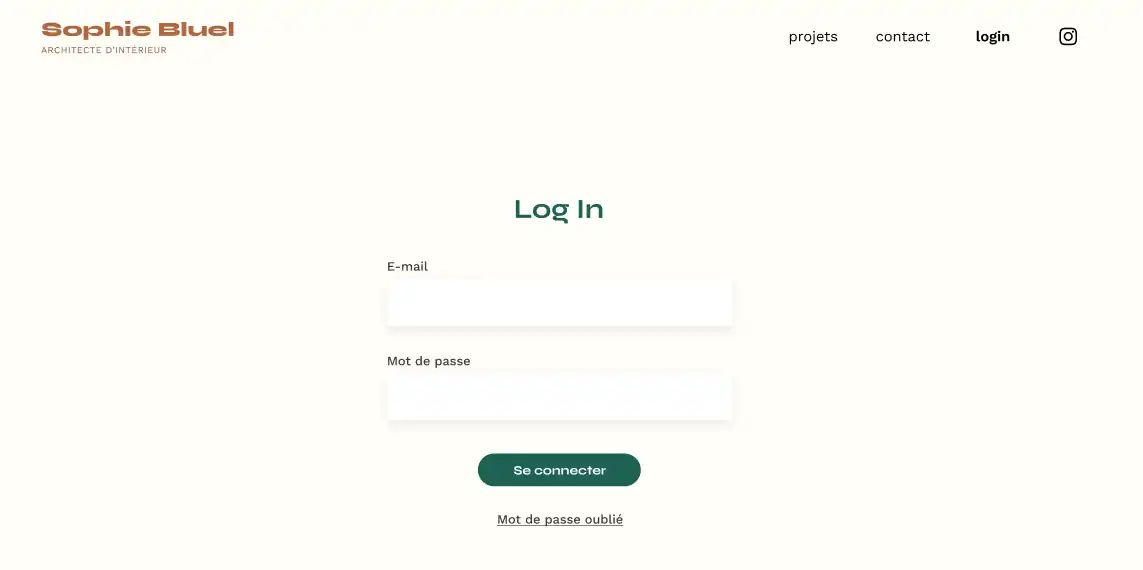 Sophie Bluel
ARCHITECTE D'INTÉRIEUR
projets contact login
Log In
E-mail
Mot de passe
Se connecter
Mot de passe oublié